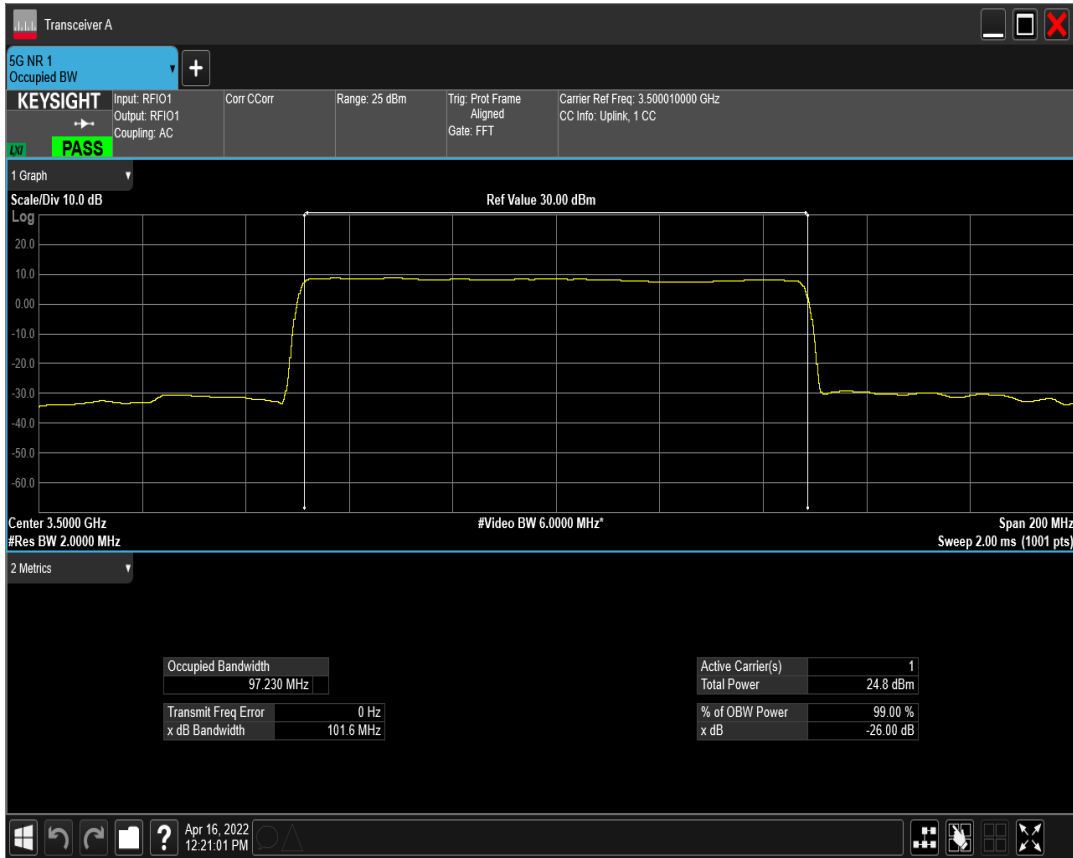 Transceiver A
5G NR 1
Occupied BW
KEYSIGHT
LXI
PASS
Input: RFIO1
Output: RFIO1
Coupling: AC
Corr CCorr
Range: 25 dBm
Trig: Prot Frame
Aligned
Gate: FFT
Carrier Ref Freq: 3.500010000 GHz
CC Info: Uplink, 1 CC
1 Graph
Scale/Div 10.0 dB
Ref Value 30.00 dBm
Log
20.0
10.0
0.00
-10.0
-20.0
-30.0
-40.0
-50.0
-60.0
Center 3.5000 GHz
#Video BW 6.0000 MHz*
Span 200 MHz
#Res BW 2.0000 MHz
Sweep 2.00 ms (1001 pts)
2 Metrics
Occupied Bandwidth
97.230 MHz
Transmit Freq Error 0 Hz
x dB Bandwidth 101.6 MHz
Active Carrier(s) 1
Total Power 24.8 dBm
% of OBW Power 99.00 %
x dB -26.00 dB
?
Apr 16, 2022
12:21:01 PM